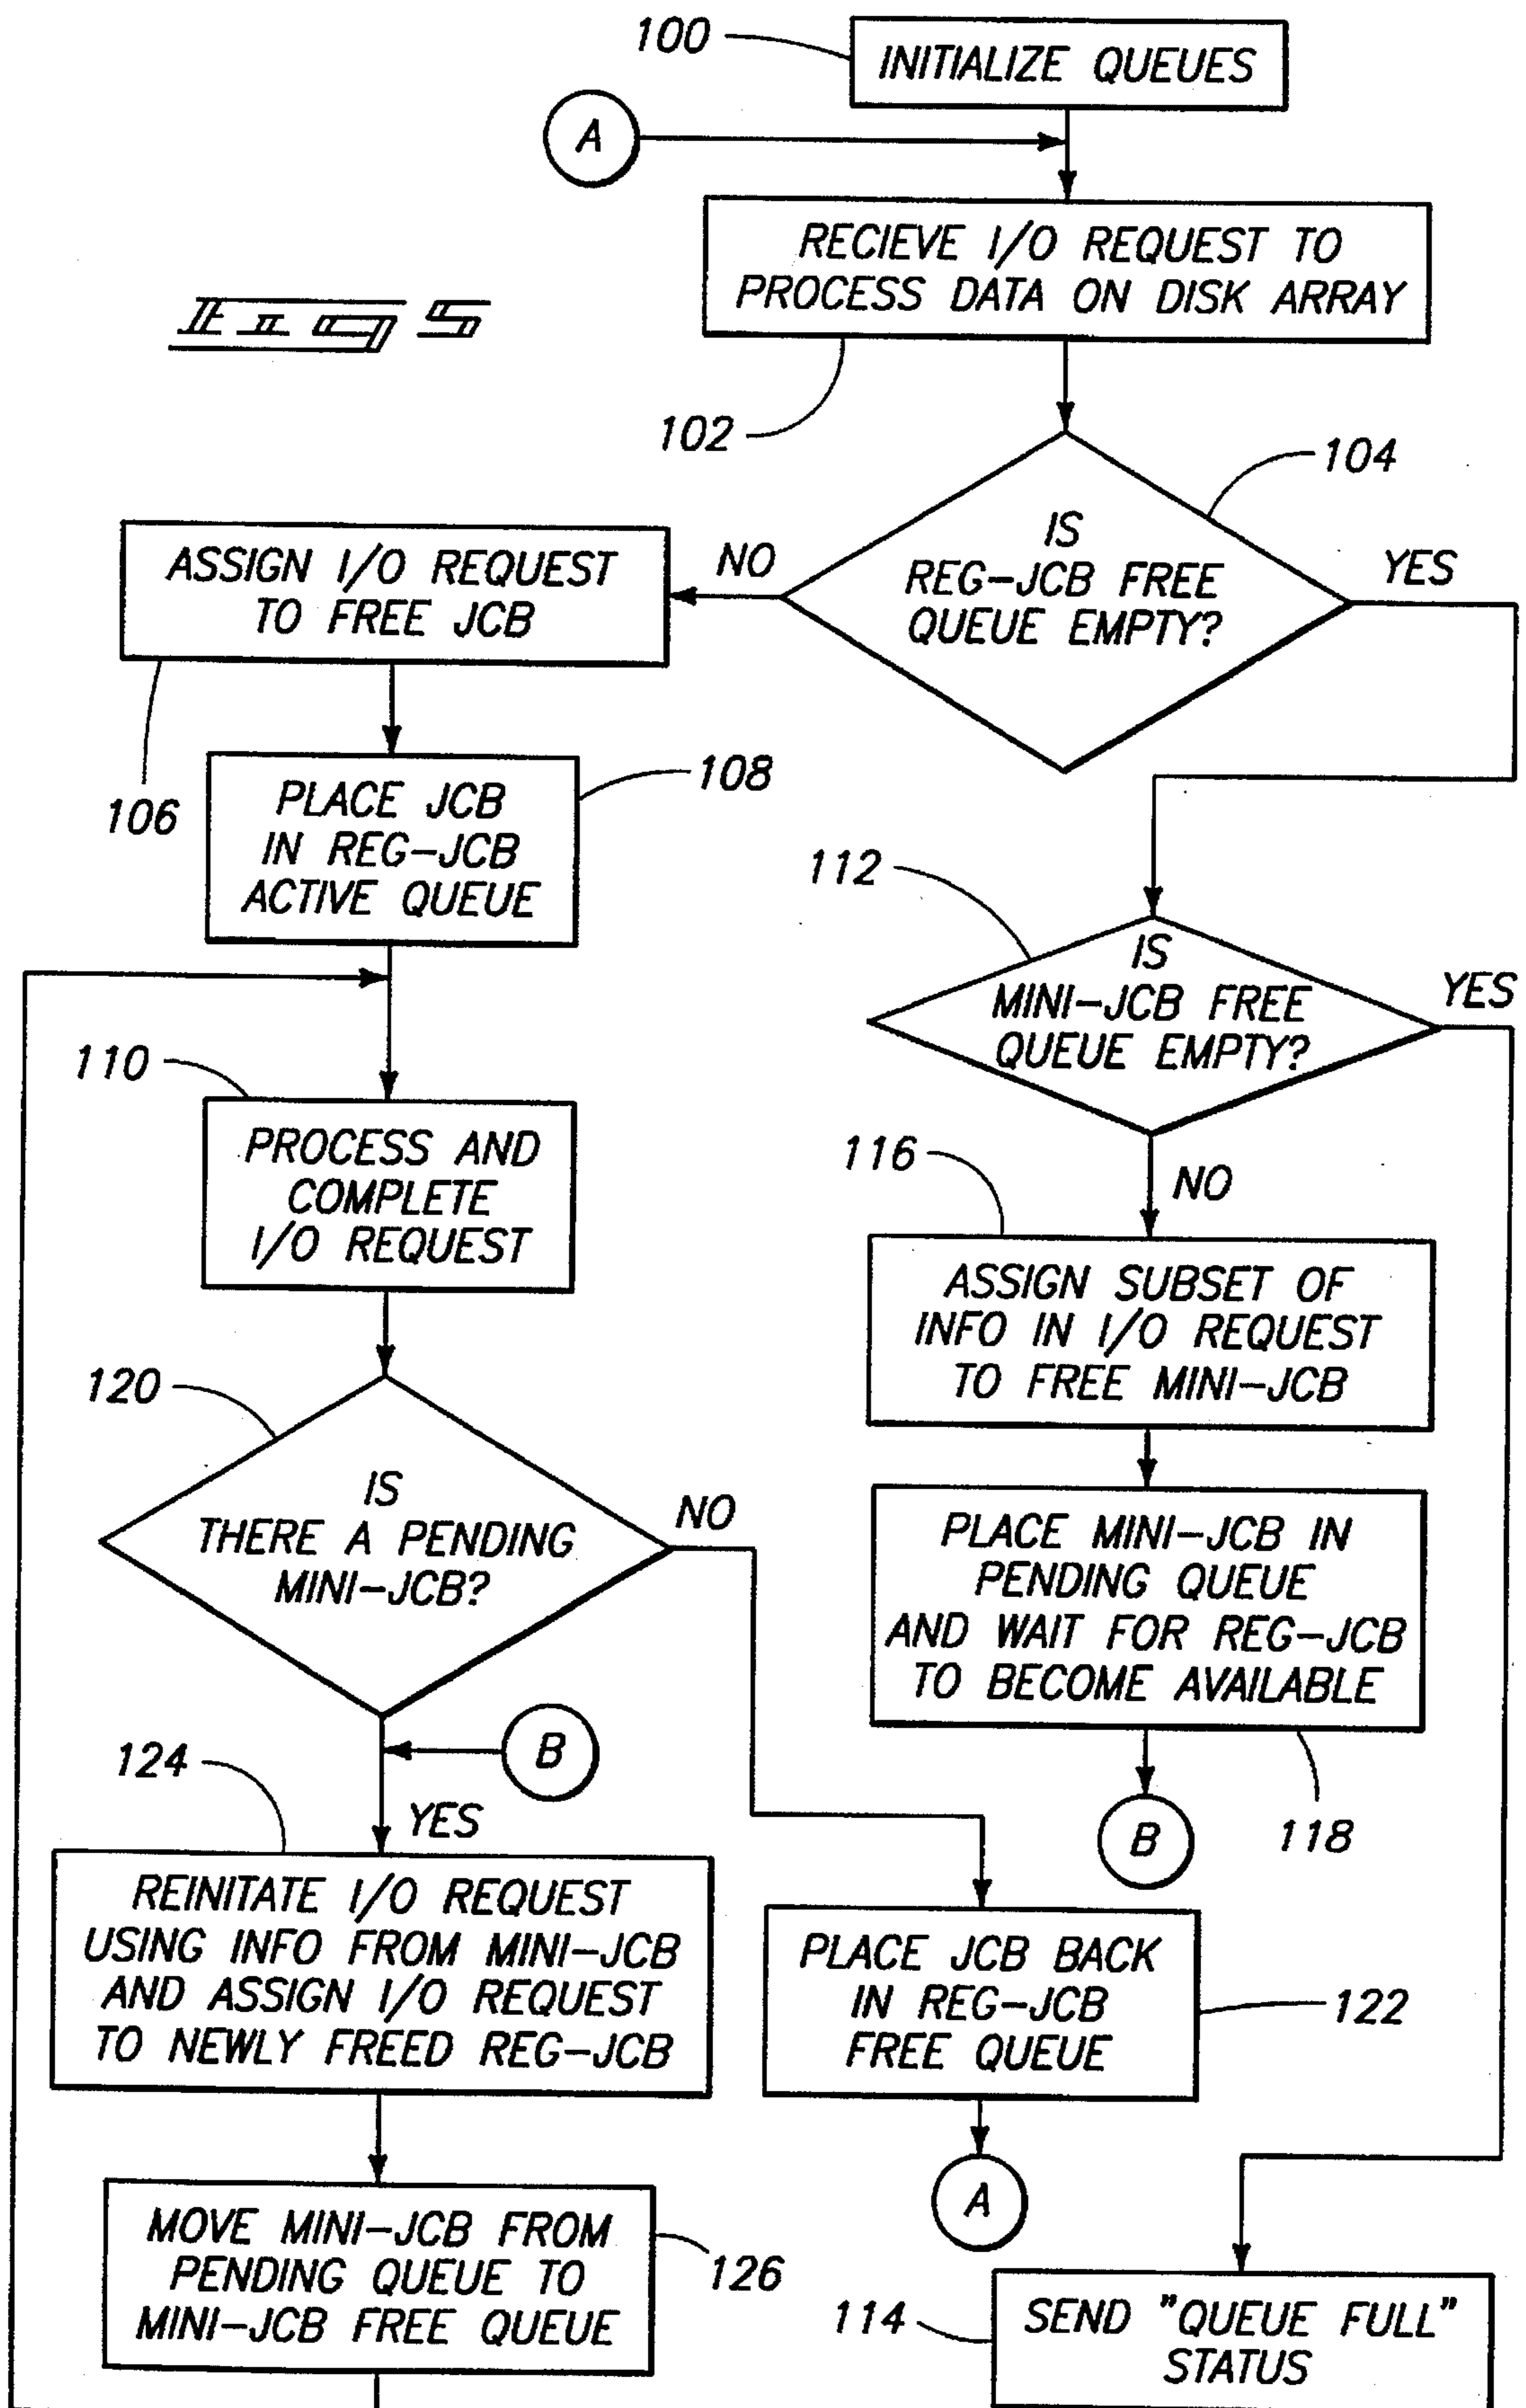 100
INITIALIZE QUEUES
A
RECIEVE I/O REQUEST TO
PROCESS DATA ON DISK ARRAY
FIG 5
102
104
IS
REG-JCB FREE
QUEUE EMPTY?
NO
YES
ASSIGN I/O REQUEST
TO FREE JCB
106
PLACE JCB
IN REG-JCB
ACTIVE QUEUE
108
112
IS
MINI-JCB FREE
QUEUE EMPTY?
YES
NO
110
PROCESS AND
COMPLETE
I/O REQUEST
116
ASSIGN SUBSET OF
INFO IN I/O REQUEST
TO FREE MINI-JCB
120
IS
THERE A PENDING
MINI-JCB?
NO
PLACE MINI-JCB IN
PENDING QUEUE
AND WAIT FOR REG-JCB
TO BECOME AVAILABLE
118
B
B
124
YES
REINITATE I/O REQUEST
USING INFO FROM MINI-JCB
AND ASSIGN I/O REQUEST
TO NEWLY FREED REG-JCB
PLACE JCB BACK
IN REG-JCB
FREE QUEUE
122
A
MOVE MINI-JCB FROM
PENDING QUEUE TO
MINI-JCB FREE QUEUE
126
114
SEND "QUEUE FULL"
STATUS